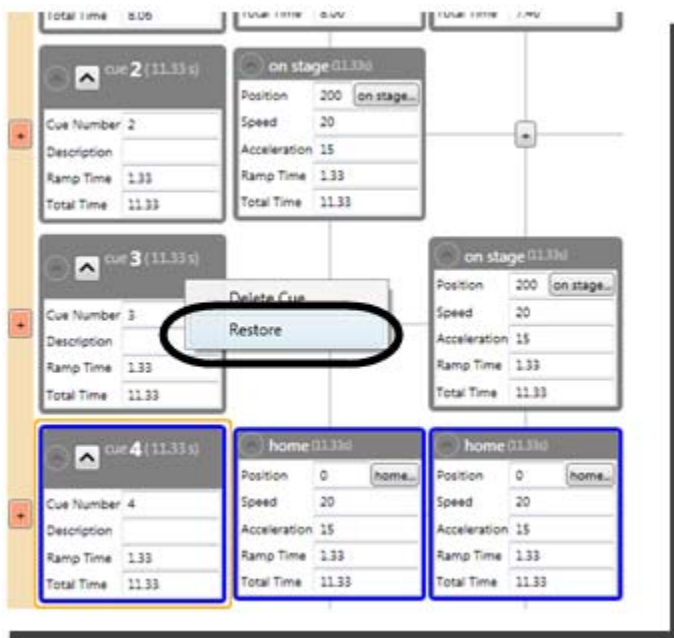 Total Time 8.06 Total Time 8.00 Total Time 7.40
cue 2 (11.33 s)
Cue Number 2
Description
Ramp Time 1.33
Total Time 11.33
on stage (11.33s)
Position 200 on stage...
Speed 20
Acceleration 15
Ramp Time 1.33
Total Time 11.33
cue 3 (11.33 s)
Cue Number 3
Description
Ramp Time 1.33
Total Time 11.33
Delete Cue
Restore
on stage (11.33s)
Position 200 on stage...
Speed 20
Acceleration 15
Ramp Time 1.33
Total Time 11.33
cue 4 (11.33 s)
Cue Number 4
Description
Ramp Time 1.33
Total Time 11.33
home (11.33s)
Position 0 home...
Speed 20
Acceleration 15
Ramp Time 1.33
Total Time 11.33
home (11.33s)
Position 0 home...
Speed 20
Acceleration 15
Ramp Time 1.33
Total Time 11.33